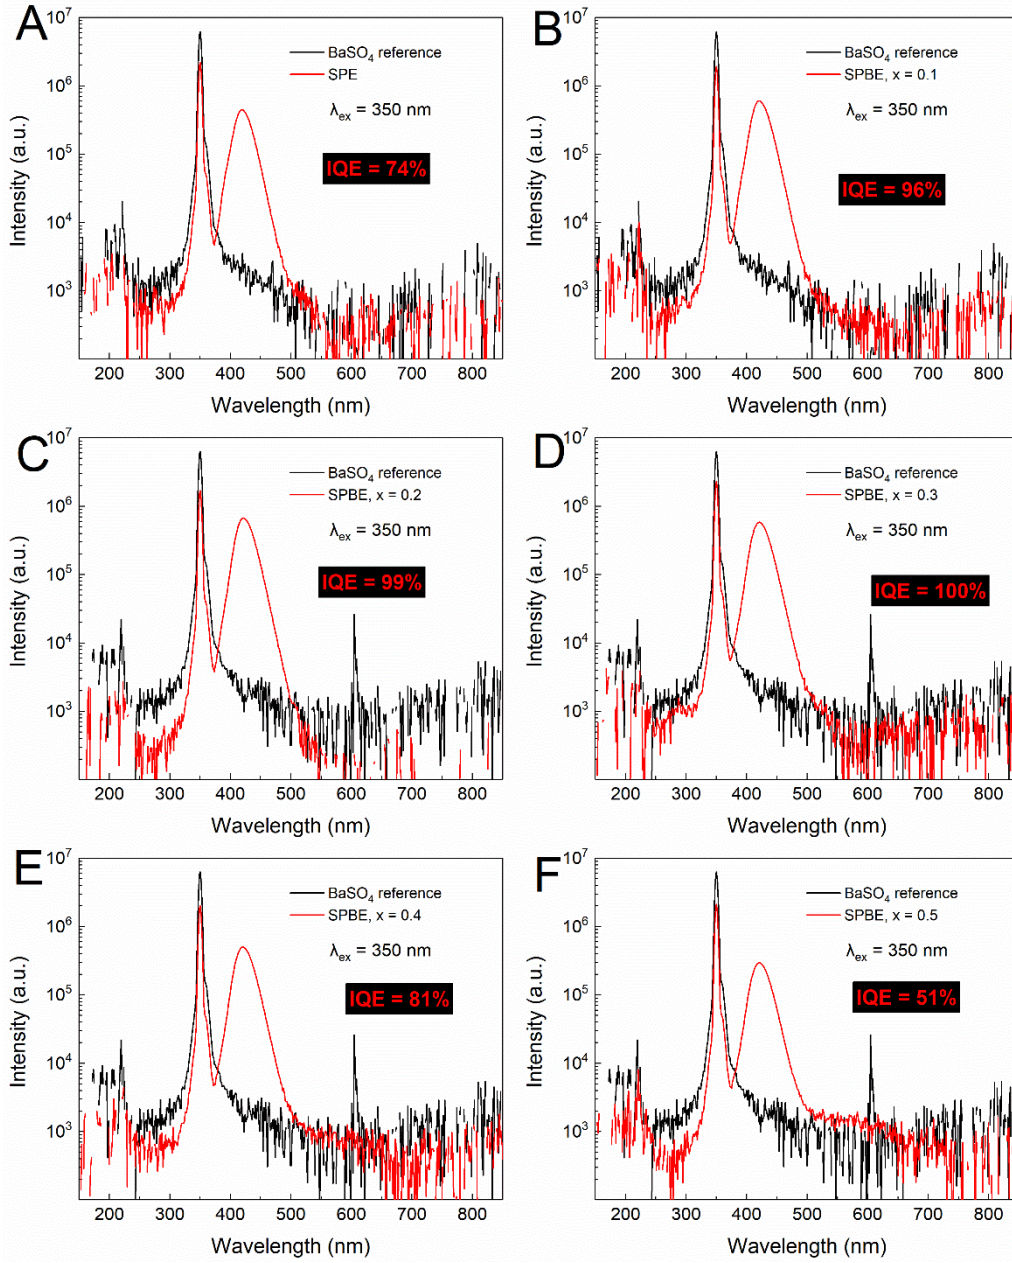 A
Intensity (a.u.)
10⁷
10⁶
10⁵
10⁴
10³
BaSO₄ reference
SPE
λₑₓ = 350 nm
IQE = 74%
200 300 400 500 600 700 800
Wavelength (nm)
B
Intensity (a.u.)
10⁷
10⁶
10⁵
10⁴
10³
BaSO₄ reference
SPBE, x = 0.1
λₑₓ = 350 nm
IQE = 96%
200 300 400 500 600 700 800
Wavelength (nm)
C
Intensity (a.u.)
10⁷
10⁶
10⁵
10⁴
10³
BaSO₄ reference
SPBE, x = 0.2
λₑₓ = 350 nm
IQE = 99%
200 300 400 500 600 700 800
Wavelength (nm)
D
Intensity (a.u.)
10⁷
10⁶
10⁵
10⁴
10³
BaSO₄ reference
SPBE, x = 0.3
λₑₓ = 350 nm
IQE = 100%
200 300 400 500 600 700 800
Wavelength (nm)
E
Intensity (a.u.)
10⁷
10⁶
10⁵
10⁴
10³
BaSO₄ reference
SPBE, x = 0.4
λₑₓ = 350 nm
IQE = 81%
200 300 400 500 600 700 800
Wavelength (nm)
F
Intensity (a.u.)
10⁷
10⁶
10⁵
10⁴
10³
BaSO₄ reference
SPBE, x = 0.5
λₑₓ = 350 nm
IQE = 51%
200 300 400 500 600 700 800
Wavelength (nm)